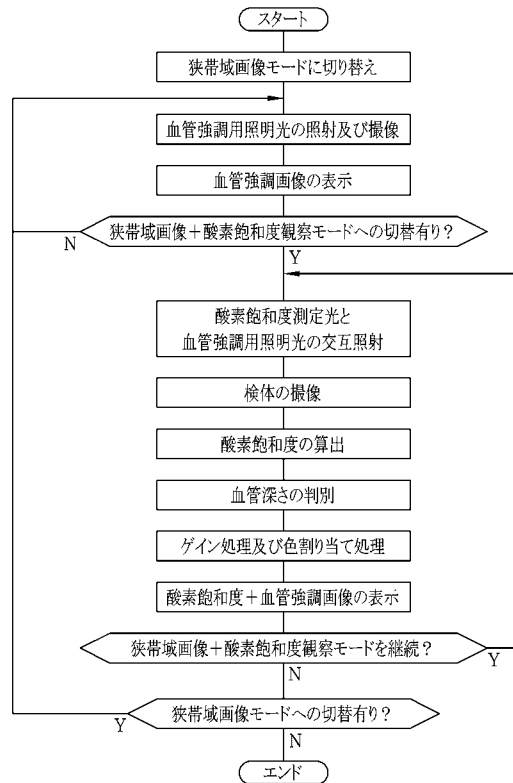 スタート
狭帯域画像モードに切り替え
血管強調用照明光の照射及び撮像
血管強調画像の表示
狭帯域画像+酸素飽和度観察モードへの切替有り?
N
Y
酸素飽和度測定光と
血管強調用照明光の交互照射
検体の撮像
酸素飽和度の算出
血管深さの判別
ゲイン処理及び色割り当て処理
酸素飽和度+血管強調画像の表示
狭帯域画像+酸素飽和度観察モードを継続?
Y
N
狭帯域画像モードへの切替有り?
Y
N
エンド